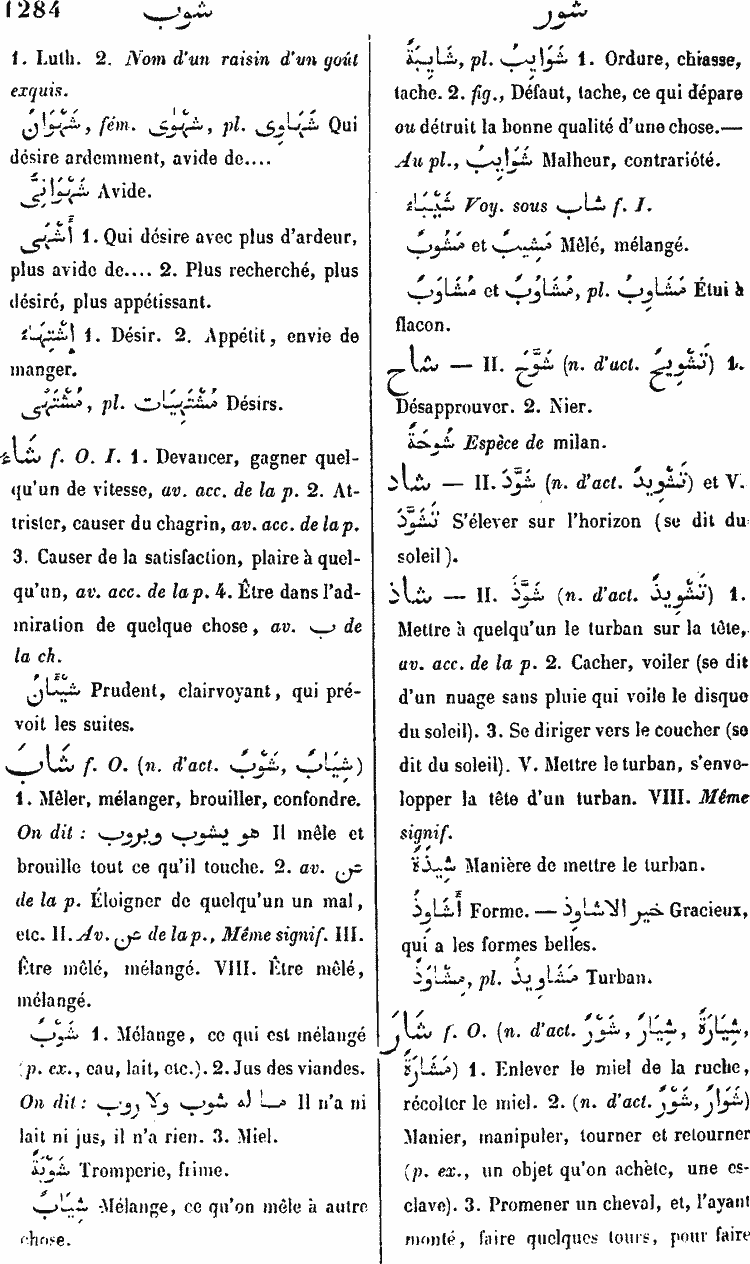 1284 شوب شور
1. Luth. 2. Nom d'un raisin d'un goût
exquis.
شَهْوَانُ, fém. شَهْوَى, pl. شَهَاوِى Qui
désire ardemment, avide de....
شَهْوَانِىٌّ Avide.
أَشْهَى 1. Qui désire avec plus d'ardeur,
plus avide de.... 2. Plus recherché, plus
désiré, plus appétissant.
إِشْتِهَاءٌ 1. Désir. 2. Appétit, envie de
manger.
مُشْتَهًى, pl. مُشْتَهَيَات Désirs.
شَاءَ f. O. I. 1. Devancer, gagner quel-
qu'un de vitesse, av. acc. de la p. 2. At-
trister, causer du chagrin, av. acc. de la p.
3. Causer de la satisfaction, plaire à quel-
qu'un, av. acc. de la p. 4. Être dans l'ad-
miration de quelque chose, av. ب de
la ch.
Prudent, clairvoyant, qui pré-
voit les suites.
شَابَ f. O. (n. d'act. شَوْبٌ, شِيَابٌ)
1. Mêler, mélanger, brouiller, confondre.
On dit : هو يشوب ويروب Il mêle et
brouille tout ce qu'il touche. 2. av. عن
de la p. Éloigner de quelqu'un un mal,
etc. II. Av. عن de la p., Même signif. III.
Être mêlé, mélangé. VIII. Être mêlé,
mélangé.
شَوْبٌ 1. Mélange, ce qui est mélangé
(p. ex., eau, lait, etc.). 2. Jus des viandes.
On dit : ما له شوب ولا روب Il n'a ni
lait ni jus, il n'a rien. 3. Miel.
شَوْبَةٌ Tromperie, frime.
شِيَابٌ Mélange, ce qu'on mêle à autre
chose.
شَايِبَةٌ, pl. شَوَايِبُ 1. Ordure, chiasse,
tache. 2. fig., Défaut, tache, ce qui dépare
ou détruit la bonne qualité d'une chose.—
Au pl., شَوَايِبُ Malheur, contrariété.
شَيْبَاءُ Voy. sous شاب f. I.
مَشُوبٌ et مَشِيبٌ Mêlé, mélangé.
مُشَاوَبٌ et مُشَاوُبٌ, pl. مَشَاوِبُ Étui à
flacon.
شاح — II. شَوَّحَ (n. d'act. تَشْوِيحٌ) 1.
Désapprouver. 2. Nier.
شُوحَةٌ Espèce de milan.
شاد — II. شَوَّدَ (n. d'act. تَشْوِيدٌ) et V.
تَشَوَّدَ S'élever sur l'horizon (se dit du
soleil).
شاذ — II. شَوَّذَ (n. d'act. تَشْوِيذٌ) 1.
Mettre à quelqu'un le turban sur la tête,
av. acc. de la p. 2. Cacher, voiler (se dit
d'un nuage sans pluie qui voile le disque
du soleil). 3. Se diriger vers le coucher (se
dit du soleil). V. Mettre le turban, s'enve-
lopper la tête d'un turban. VIII. Même
signif.
شِيذَةٌ Manière de mettre le turban.
أَشَاوِذُ Forme. — خير الاشاوذ Gracieux,
qui a les formes belles.
مِشْوَذٌ, pl. مَشَاوِيذُ Turban.
شَارَ f. O. (n. d'act. شَوْرٌ, شِيَارٌ, شِيَارَةٌ,
مَشَارَةٌ) 1. Enlever le miel de la ruche,
récolter le miel. 2. (n. d'act. شَوْرٌ, شِوَارٌ)
Manier, manipuler, tourner et retourner
(p. ex., un objet qu'on achète, une es-
clave). 3. Promener un cheval, et, l'ayant
monté, faire quelques tours, pour faire